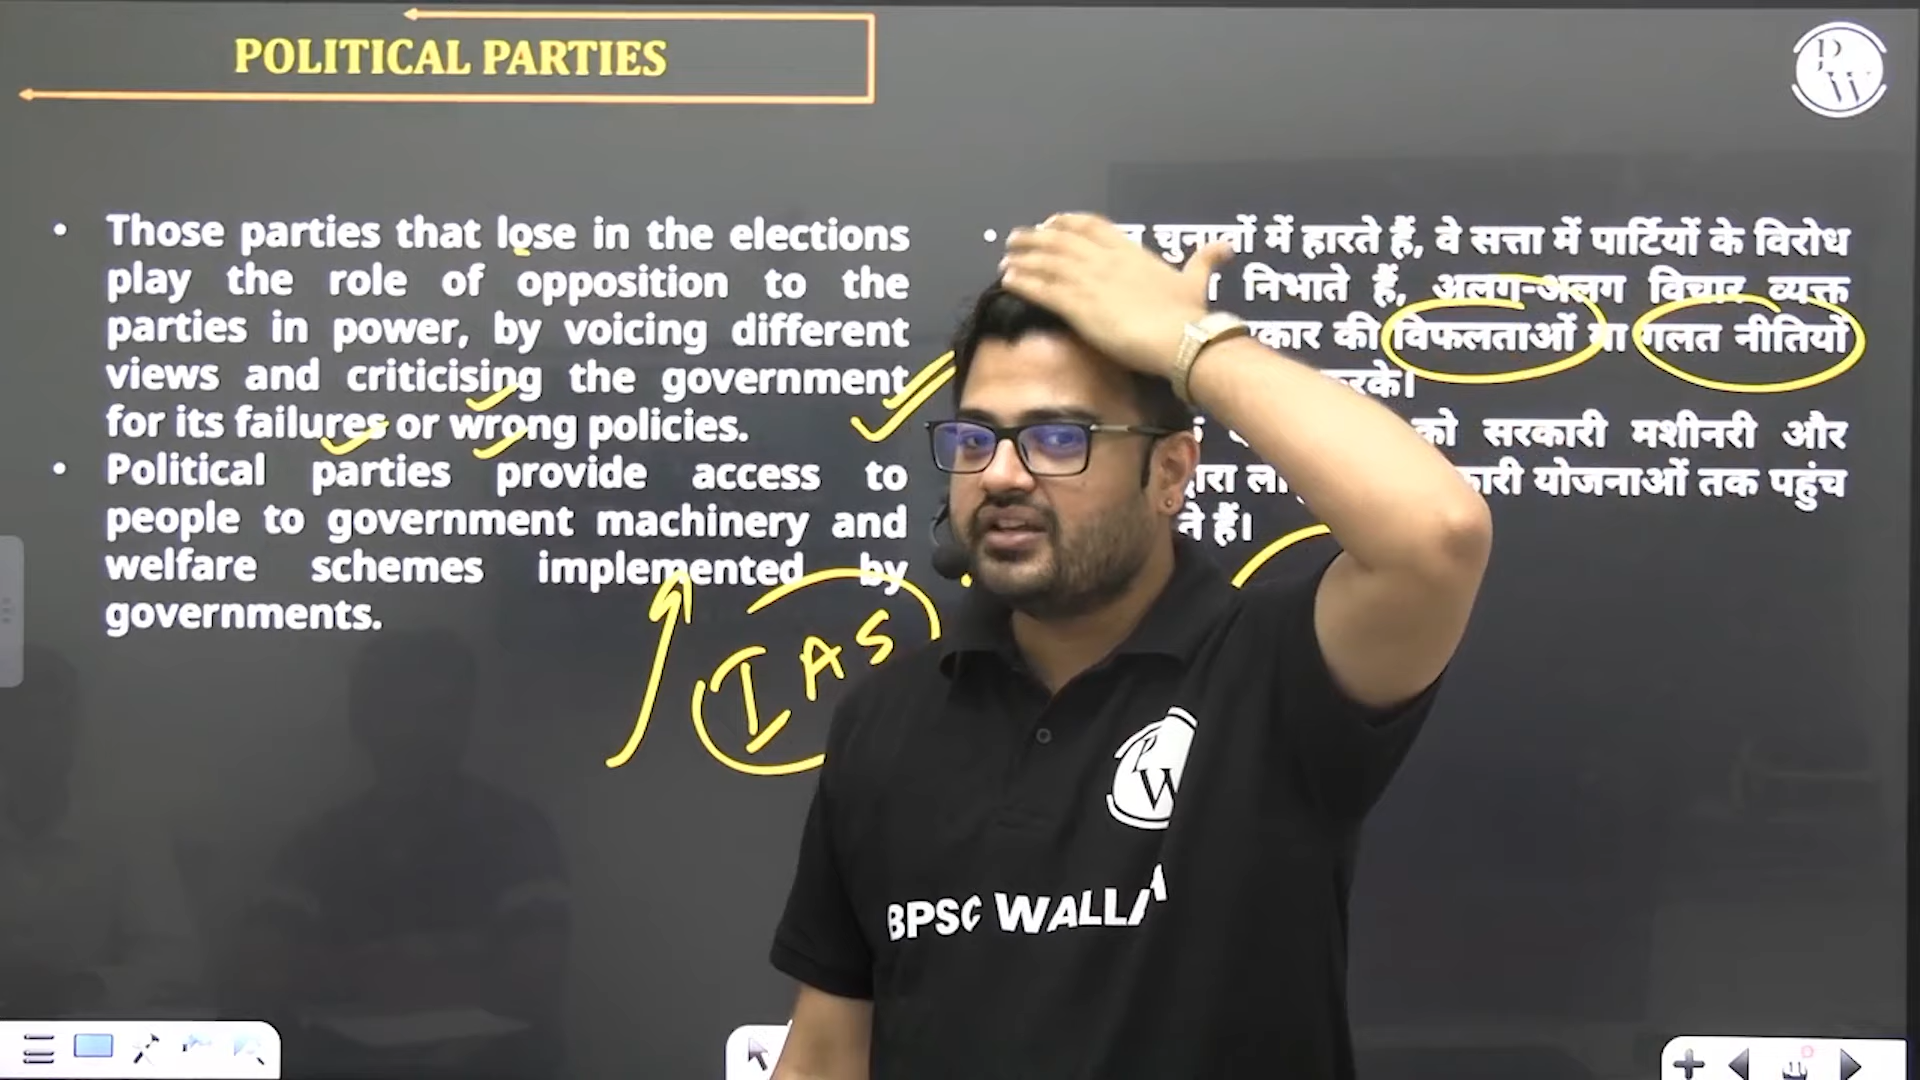 POLITICAL PARTIES
PW
• Those parties that lose in the elections
play the role of opposition to the
parties in power, by voicing different
views and criticising the government
for its failures or wrong policies.
• Political parties provide access to
people to government machinery and
welfare schemes implemented by
governments.
• चुनावों में हारते हैं, वे सत्ता में पार्टियों के विरोध
निभाते हैं, अलग-अलग विचार व्यक्त
की विफलताओं या गलत नीतियों
करके।
को सरकारी मशीनरी और
योजनाओं तक पहुंच
हैं।
IAS
PW
BPSC WALLA